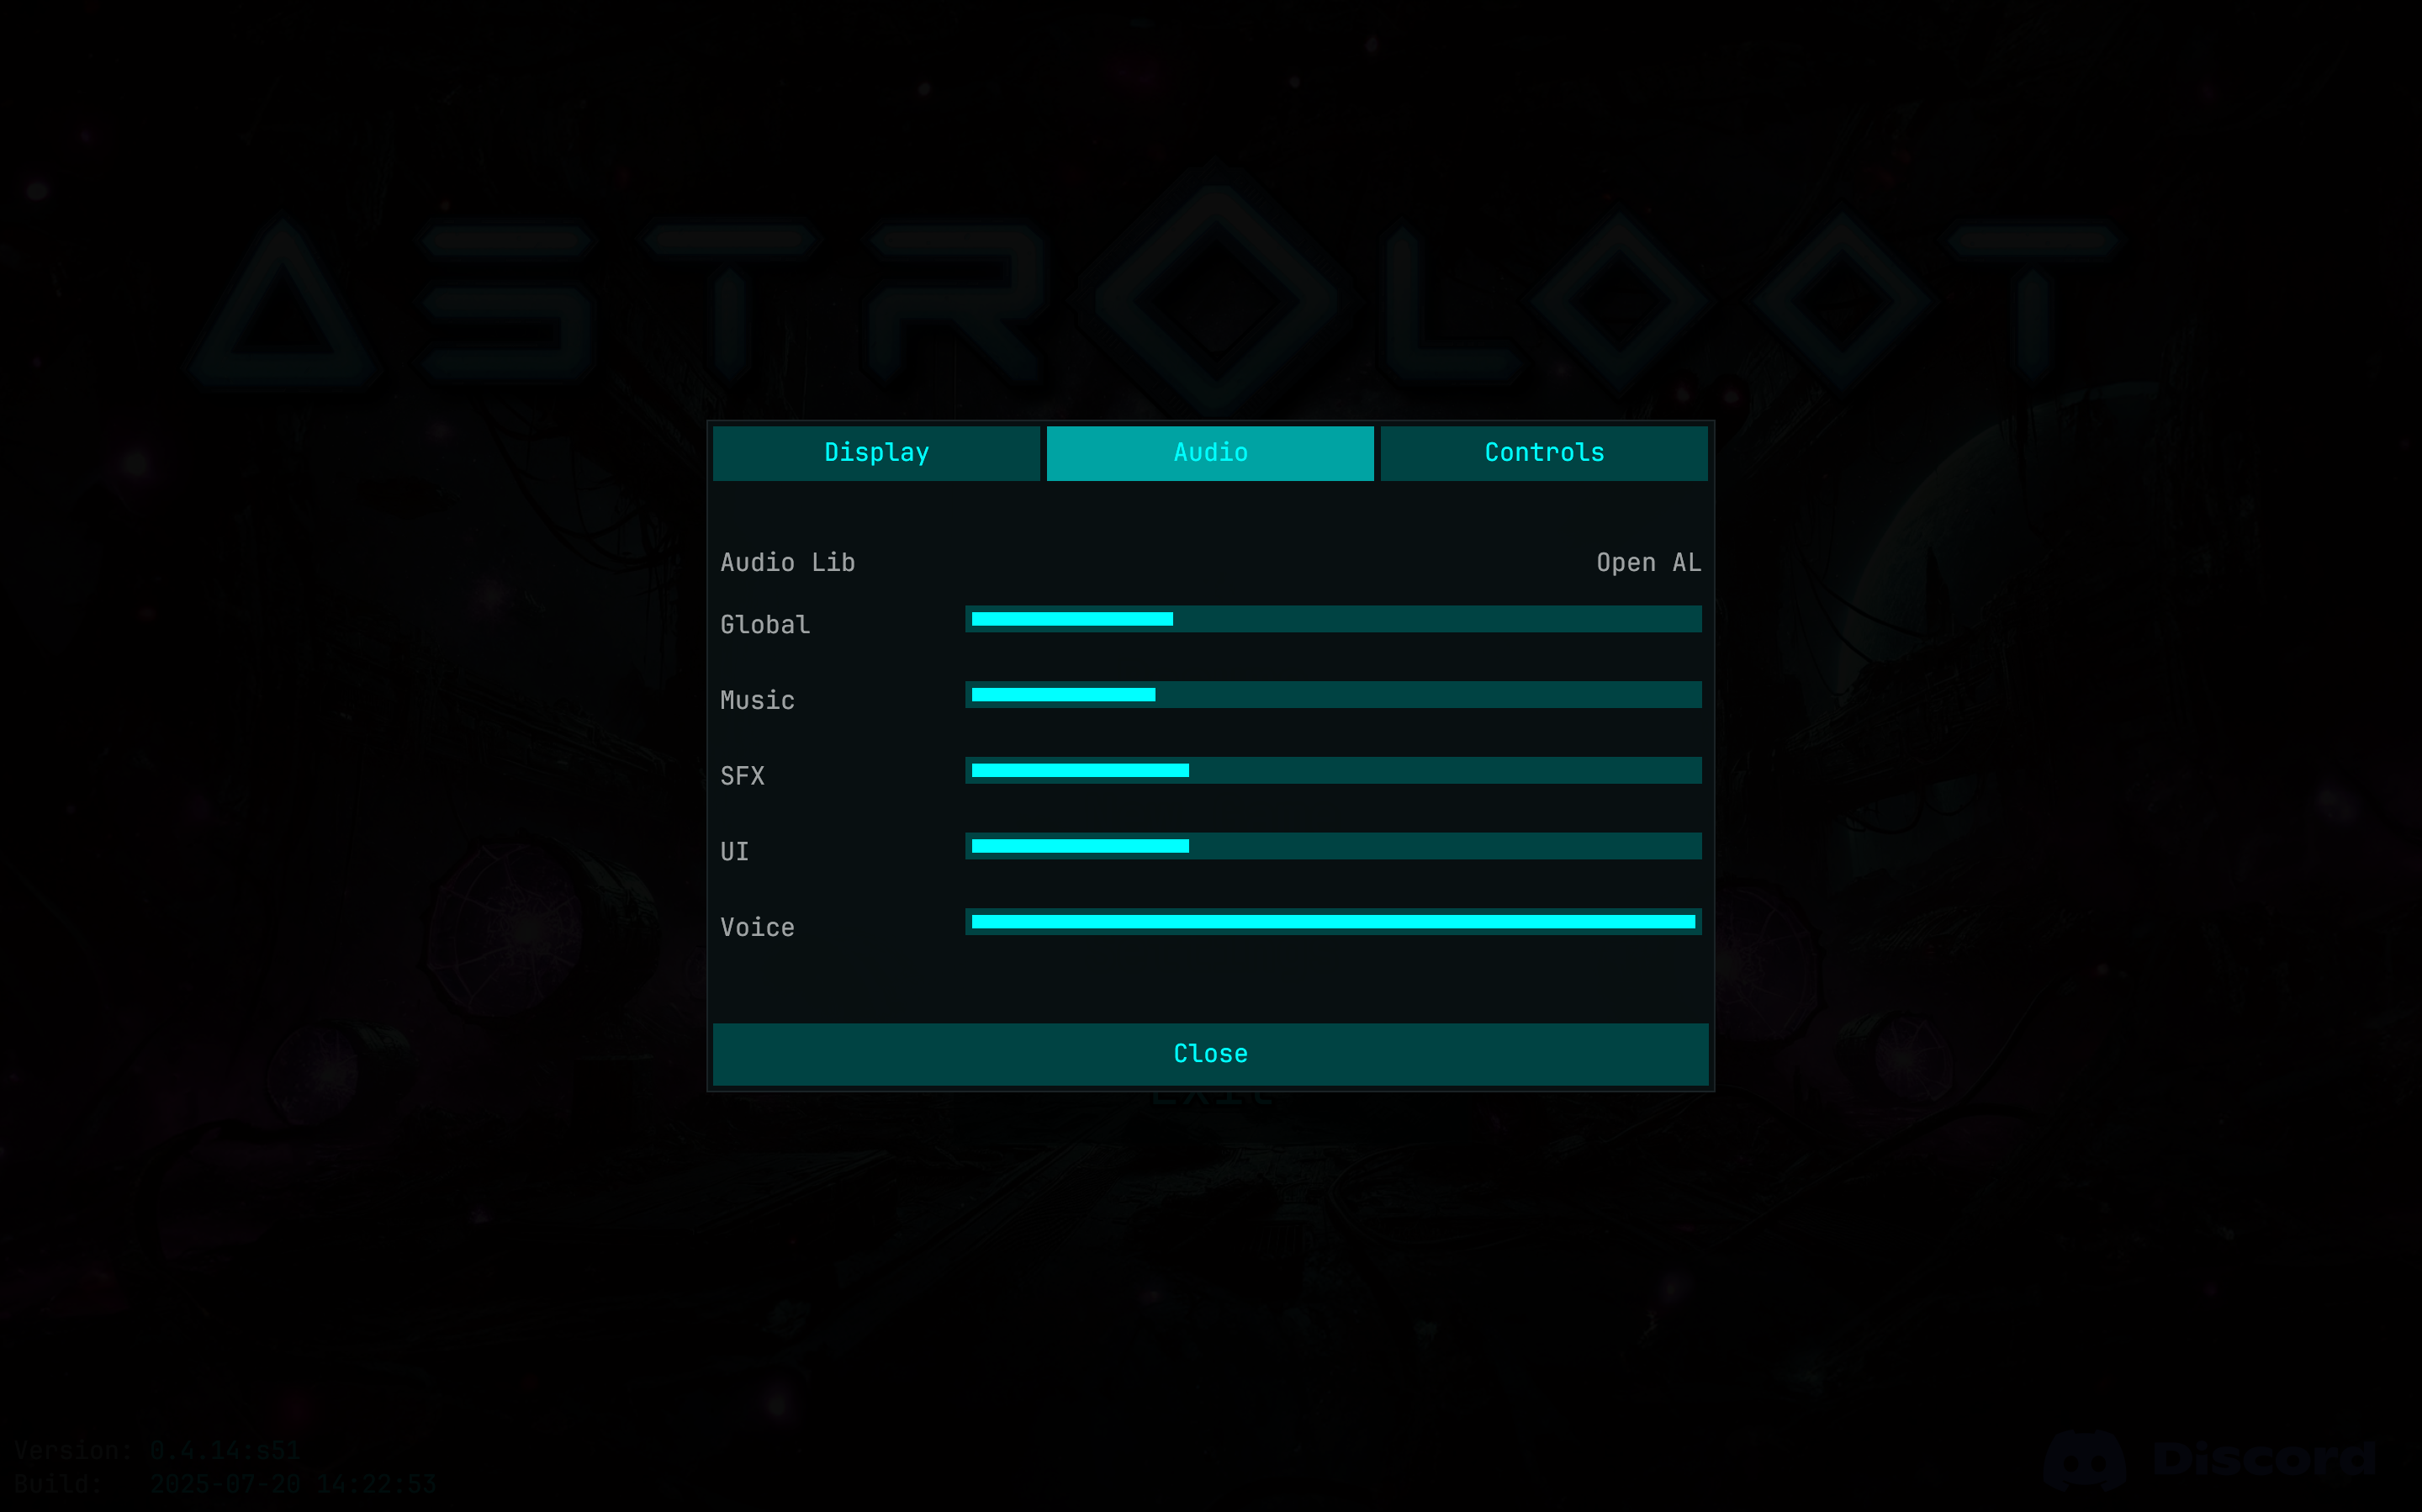 ASTROLOOT
Display Audio Controls
Audio Lib Open AL
Global
Music
SFX
UI
Voice
Close
Exit
Version: 0.4.14:s51
Build: 2025-07-20 14:22:53
Discord